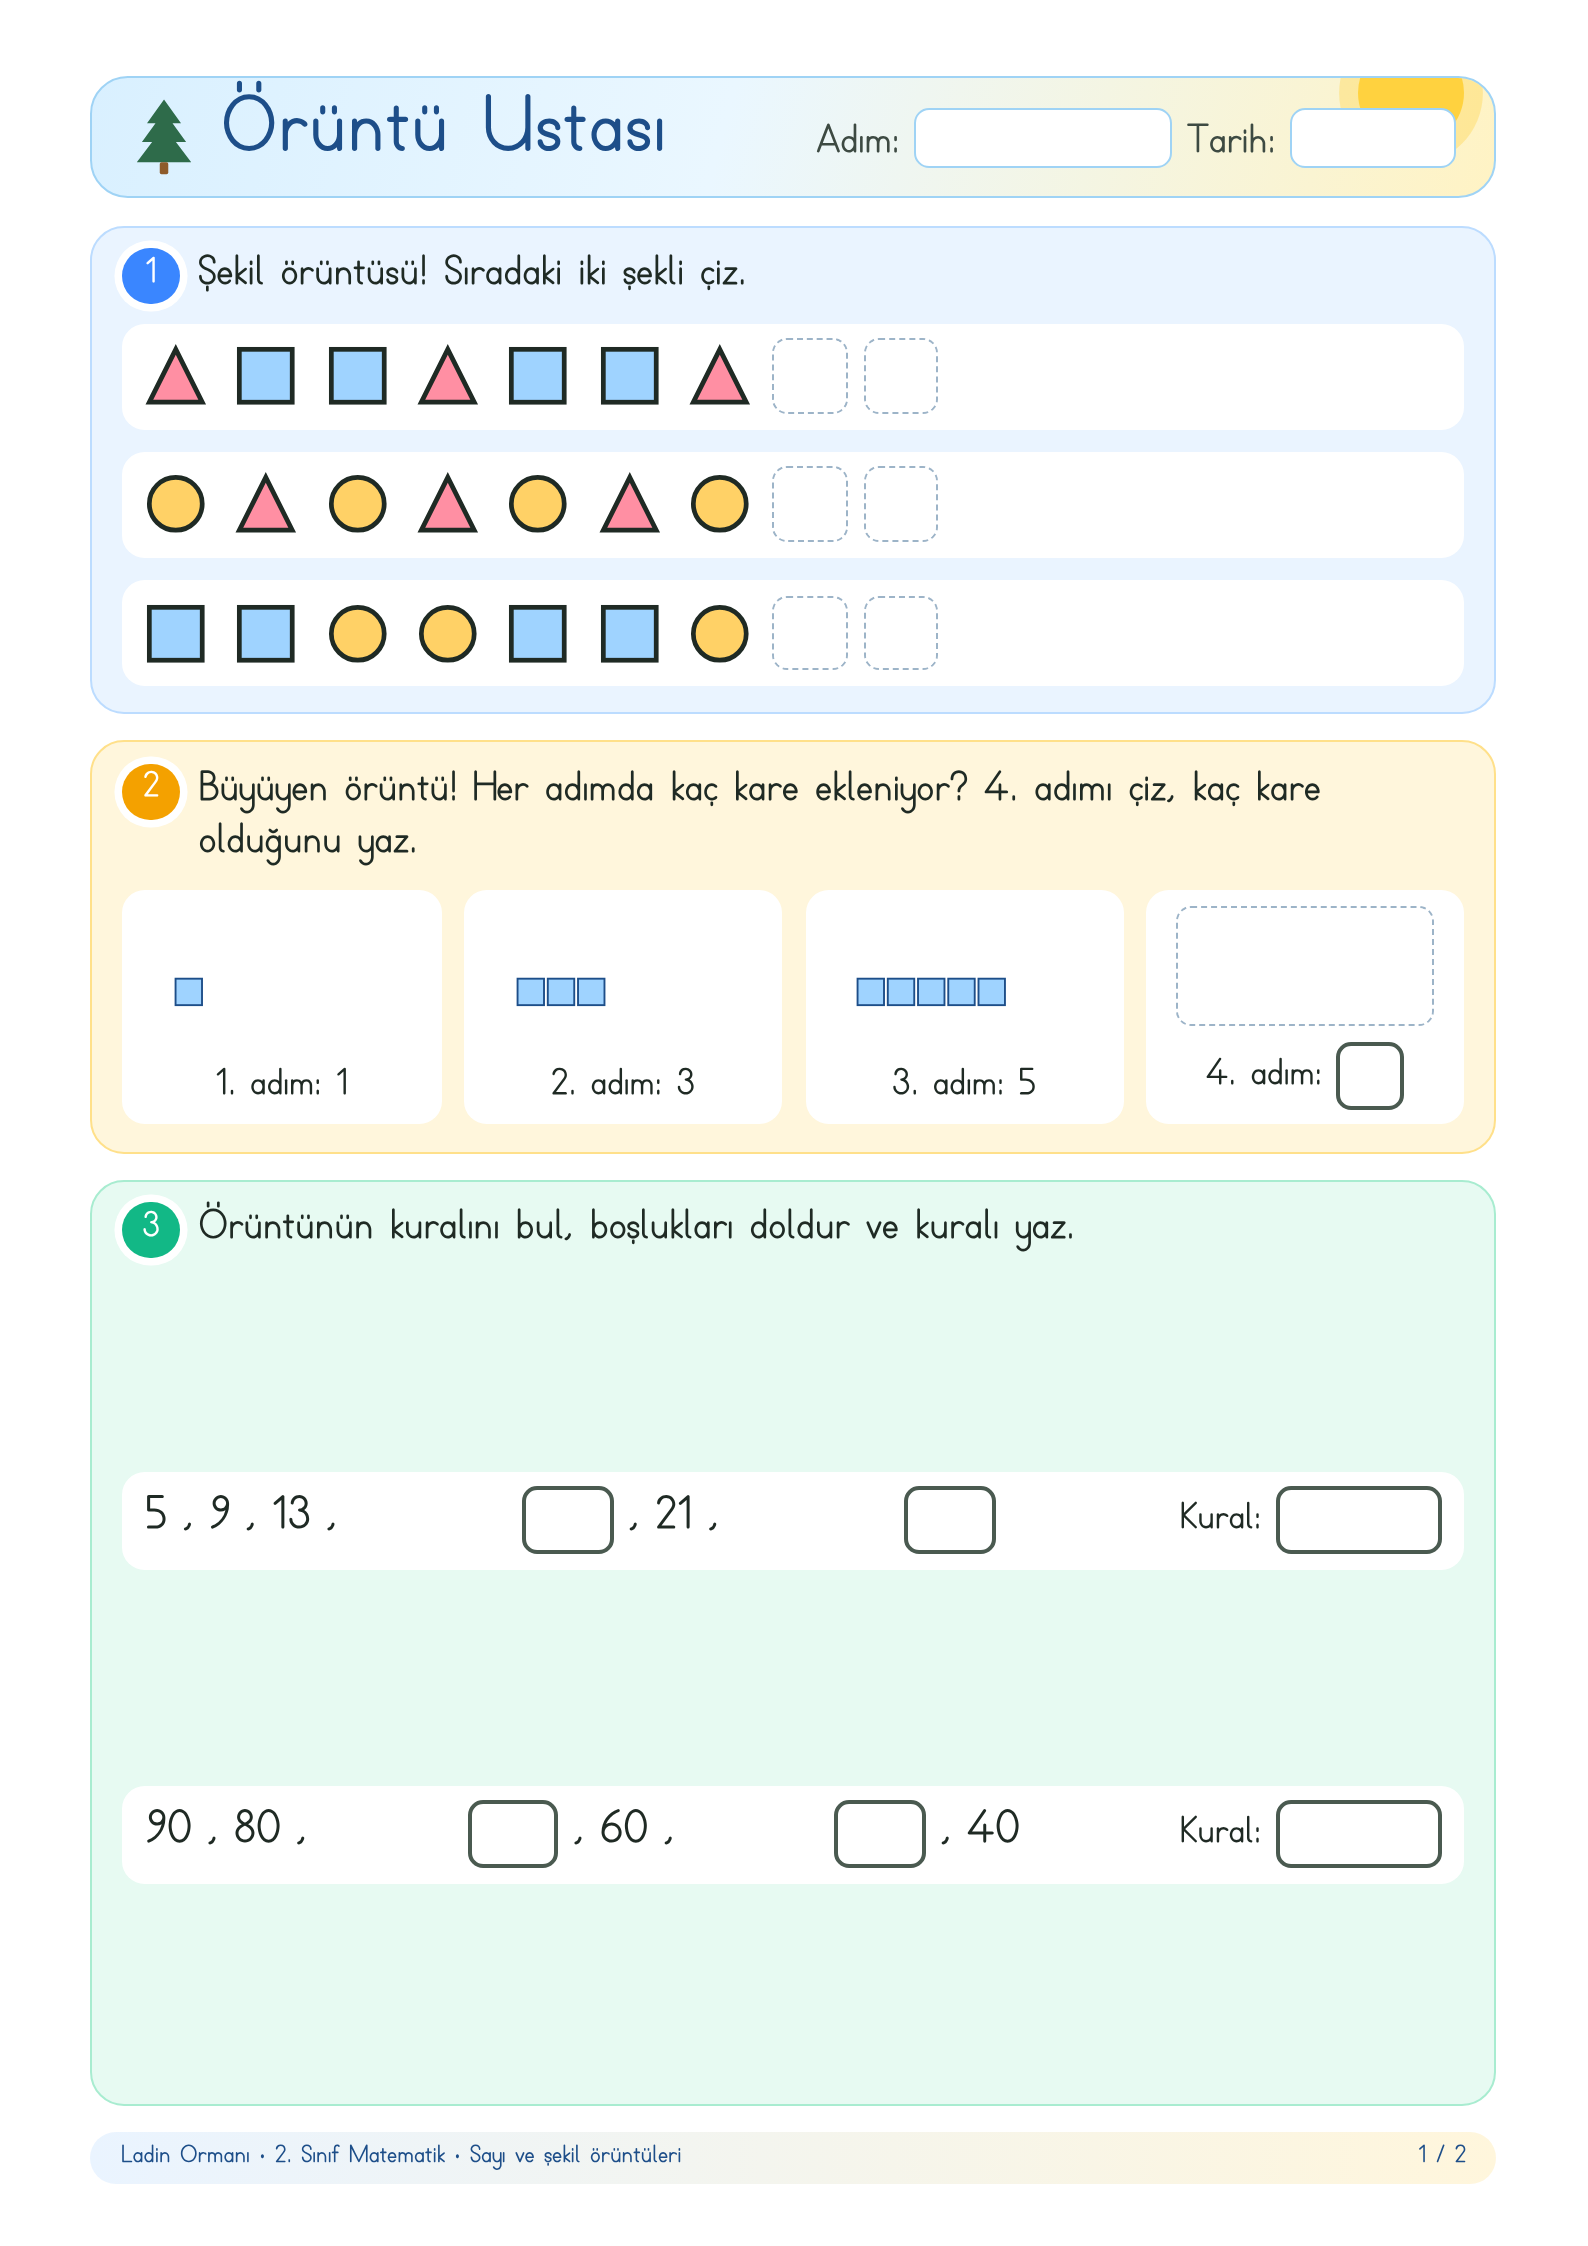 Örüntü Ustası
Adım: Tarih:
1 Şekil örüntüsü! Sıradaki iki şekli çiz.
2 Büyüyen örüntü! Her adımda kaç kare ekleniyor? 4. adımı çiz, kaç kare
olduğunu yaz.
1. adım: 1 2. adım: 3 3. adım: 5 4. adım:
3 Örüntünün kuralını bul, boşlukları doldur ve kuralı yaz.
5 , 9 , 13 , , 21 , Kural:
90 , 80 , , 60 , , 40 Kural:
Ladin Ormanı • 2. Sınıf Matematik • Sayı ve şekil örüntüleri 1 / 2